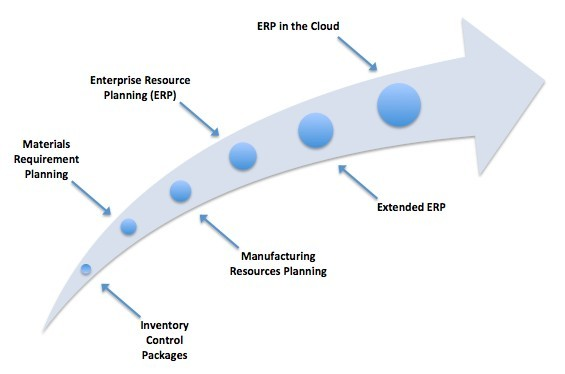 ERP in the Cloud
Enterprise Resource
Planning (ERP)
Materials
Requirement
Planning
Extended ERP
Manufacturing
Resources Planning
Inventory
Control
Packages